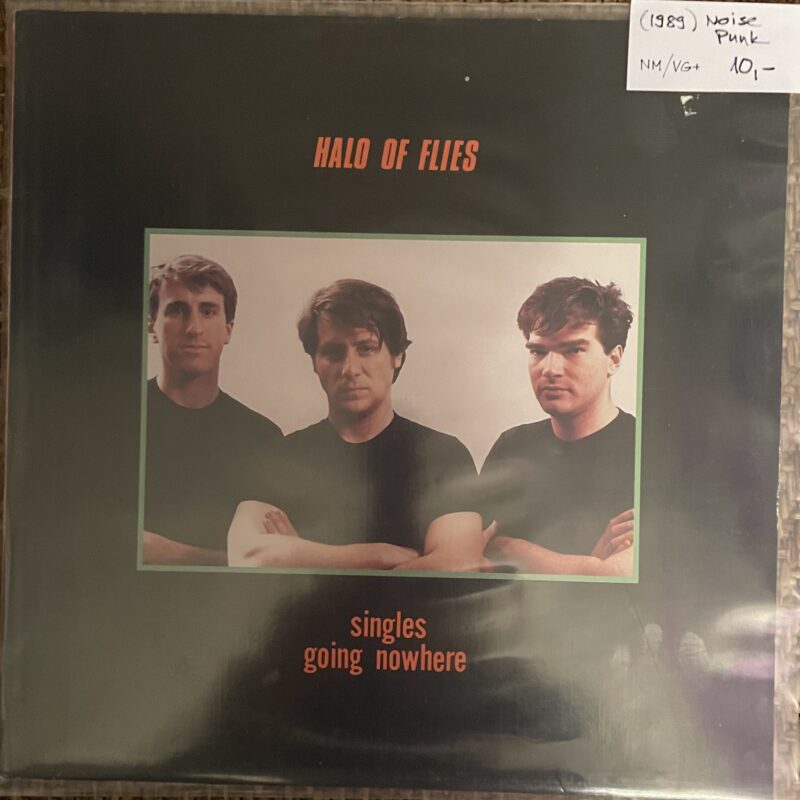 (1989) Noise
Punk
NM/VG+ 10,-
HALO OF FLIES
singles
going nowhere